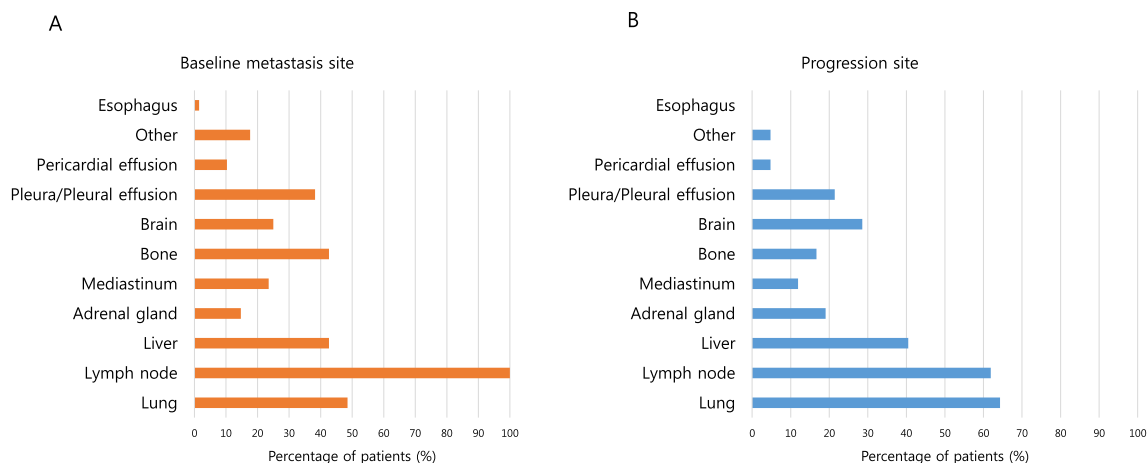 A
Baseline metastasis site
Esophagus
Other
Pericardial effusion
Pleura/Pleural effusion
Brain
Bone
Mediastinum
Adrenal gland
Liver
Lymph node
Lung
0 10 20 30 40 50 60 70 80 90 100
Percentage of patients (%)
B
Progression site
Esophagus
Other
Pericardial effusion
Pleura/Pleural effusion
Brain
Bone
Mediastinum
Adrenal gland
Liver
Lymph node
Lung
0 10 20 30 40 50 60 70 80 90 100
Percentage of patients (%)